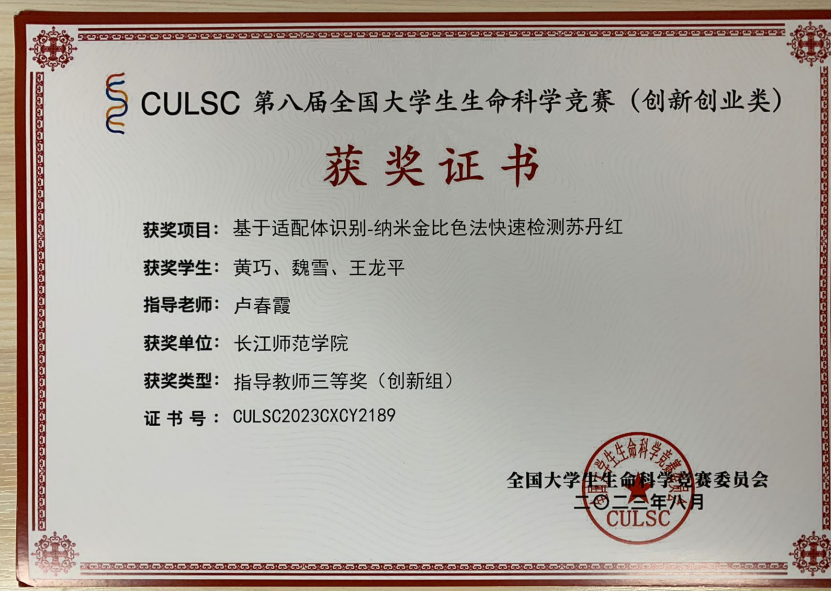 CULSC 第八届全国大学生生命科学竞赛（创新创业类）
获奖证书
获奖项目：基于适配体识别-纳米金比色法快速检测苏丹红
获奖学生：黄巧、魏雪、王龙平
指导老师：卢春霞
获奖单位：长江师范学院
获奖类型：指导教师三等奖（创新组）
证书号：CULSC2023CXCY2189
全国大学生生命科学竞赛委员会
二〇二三年八月
CULSC